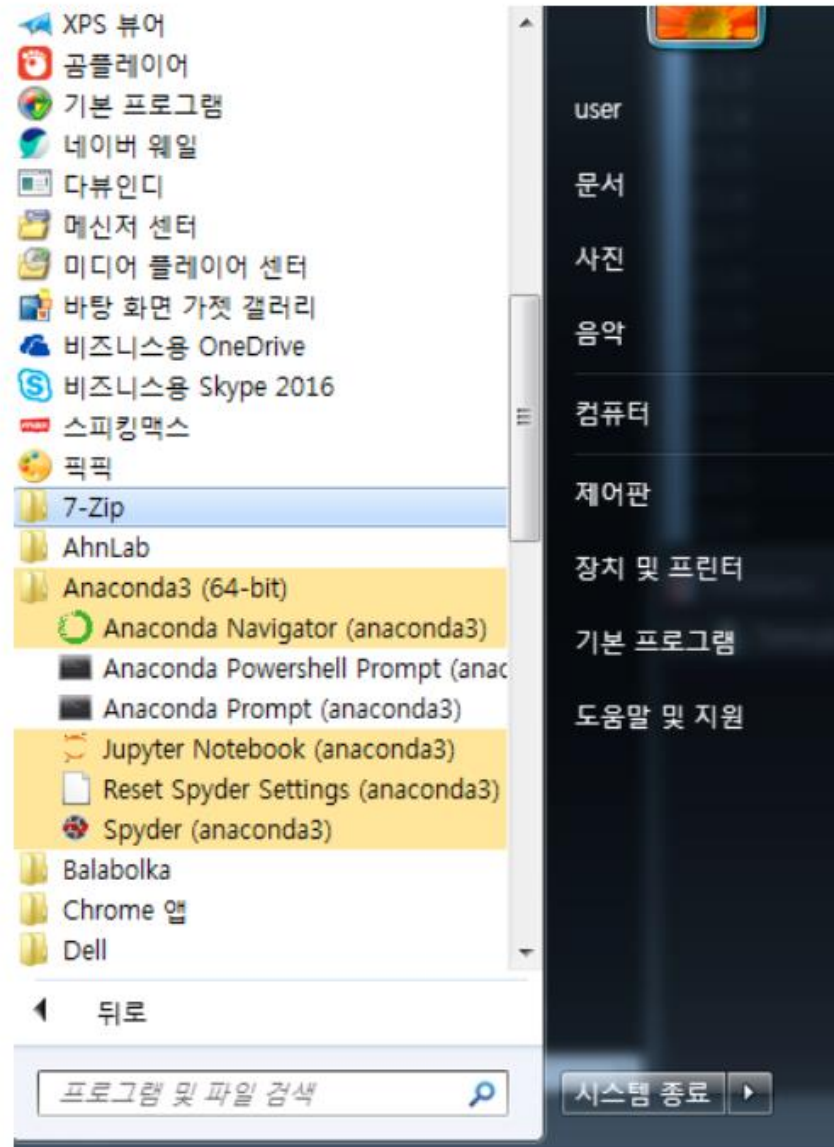 XPS 뷰어
곰플레이어
기본 프로그램
네이버 웨일
다뷰인디
메신저 센터
미디어 플레이어 센터
바탕 화면 가젯 갤러리
비즈니스용 OneDrive
비즈니스용 Skype 2016
스피킹맥스
픽픽
7-Zip
AhnLab
Anaconda3 (64-bit)
Anaconda Navigator (anaconda3)
Anaconda Powershell Prompt (anac
Anaconda Prompt (anaconda3)
Jupyter Notebook (anaconda3)
Reset Spyder Settings (anaconda3)
Spyder (anaconda3)
Balabolka
Chrome 앱
Dell
뒤로
프로그램 및 파일 검색
user
문서
사진
음악
컴퓨터
제어판
장치 및 프린터
기본 프로그램
도움말 및 지원
시스템 종료